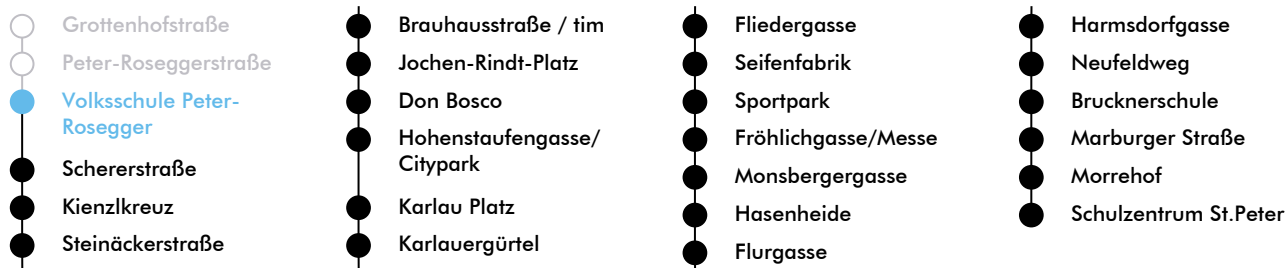 Grottenhofstraße
Peter-Roseggerstraße
Volksschule Peter-
Rosegger
Schererstraße
Kienzlkreuz
Steinäckerstraße
Brauhausstraße / tim
Jochen-Rindt-Platz
Don Bosco
Hohenstaufengasse/
Citypark
Karlau Platz
Karlauergürtel
Fliedergasse
Seifenfabrik
Sportpark
Fröhlichgasse/Messe
Monsbergergasse
Hasenheide
Flurgasse
Harmsdorfgasse
Neufeldweg
Brucknerschule
Marburger Straße
Morrehof
Schulzentrum St.Peter